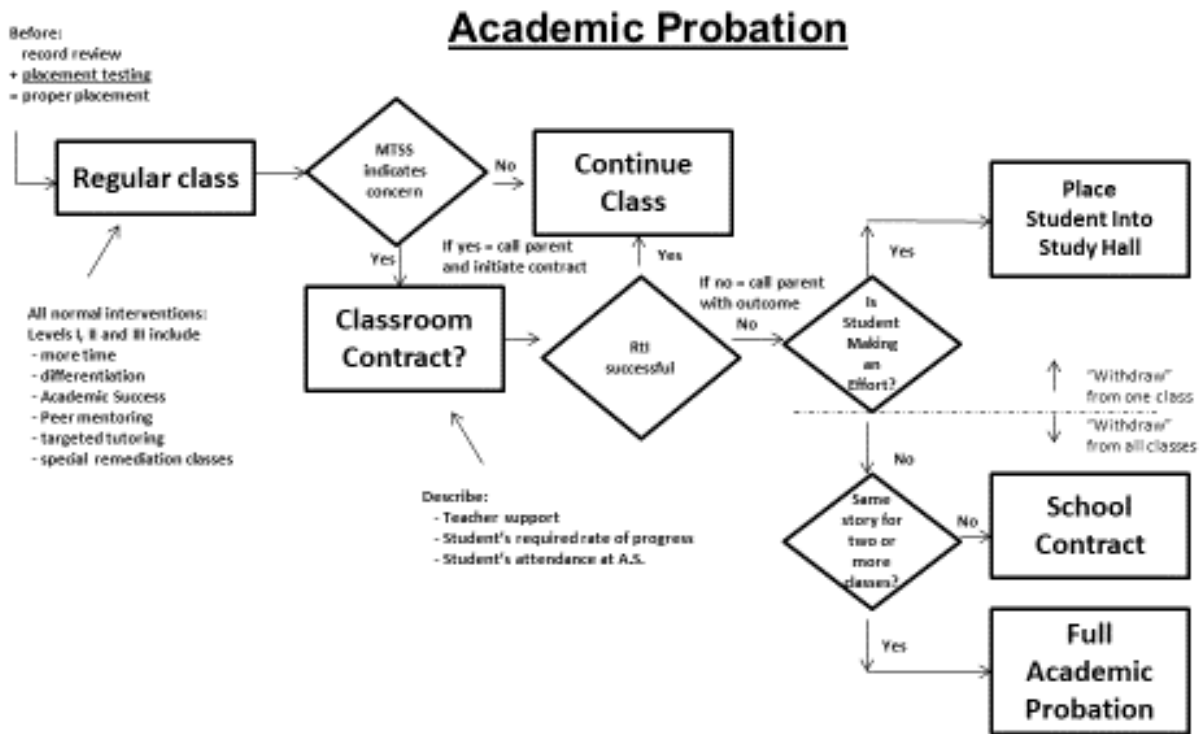 Academic Probation
Before:
record review
+ placement testing
= proper placement
Regular class
MTSS
indicates
concern
No
Continue
Class
Yes
If yes = call parent
and initiate contract
Yes
Place
Student Into
Study Hall
Yes
All normal interventions:
Levels I, II and III include
- more time
- differentiation
- Academic Success
- Peer mentoring
- targeted tutoring
- special remediation classes
Classroom
Contract?
successful
If no = call parent
with outcome
No
Is
Student
Making
an
Effort?
"Withdraw"
from one class
"Withdraw"
from all classes
Describe:
- Teacher support
- Student's required rate of progress
- Student's attendance at A.S.
No
Same
story for
two or
more
classes?
No
School
Contract
Yes
Full
Academic
Probation